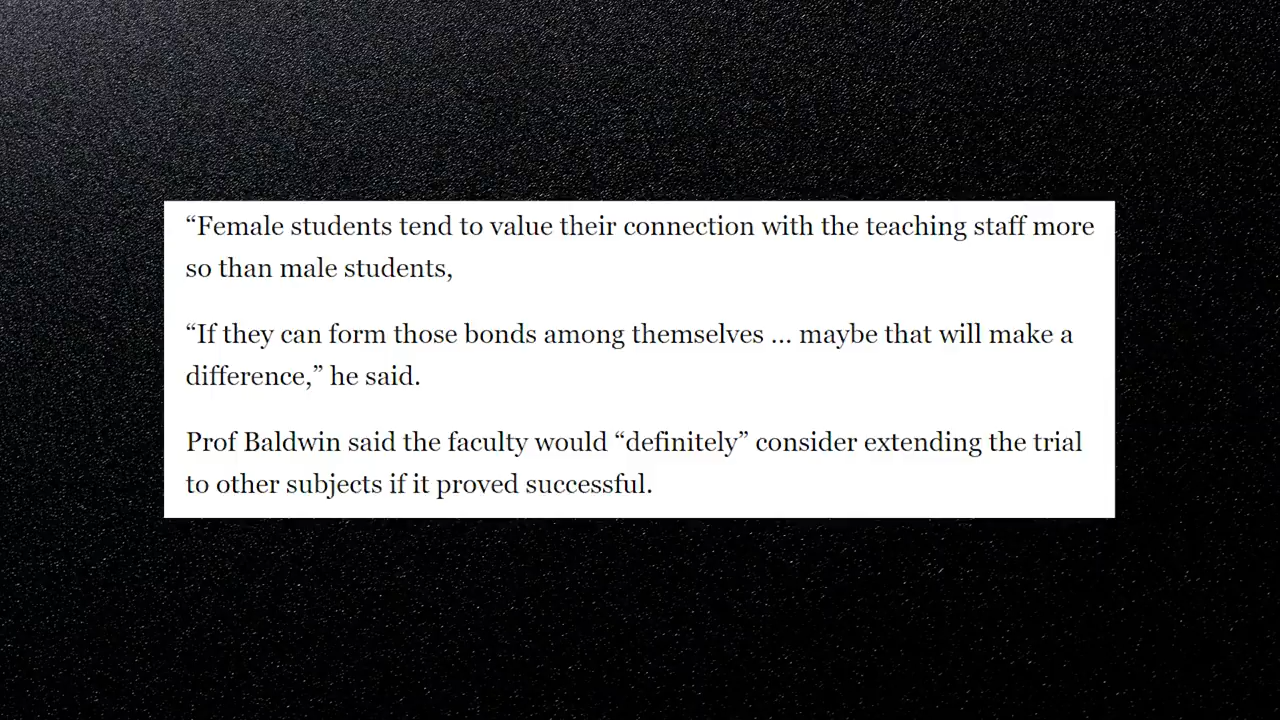 “Female students tend to value their connection with the teaching staff more
so than male students,
“If they can form those bonds among themselves ... maybe that will make a
difference,” he said.
Prof Baldwin said the faculty would “definitely” consider extending the trial
to other subjects if it proved successful.